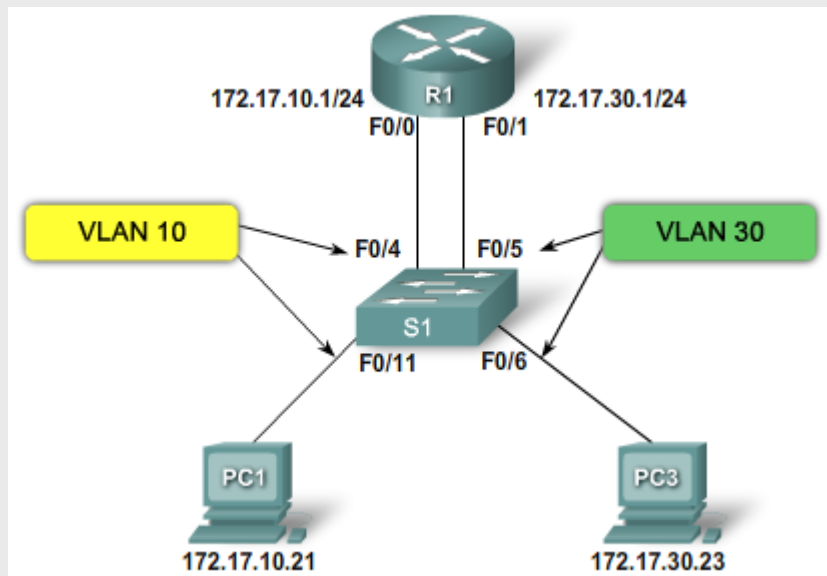 R1
172.17.10.1/24
172.17.30.1/24
F0/0
F0/1
VLAN 10
VLAN 30
F0/4
F0/5
S1
F0/11
F0/6
PC1
PC3
172.17.10.21
172.17.30.23